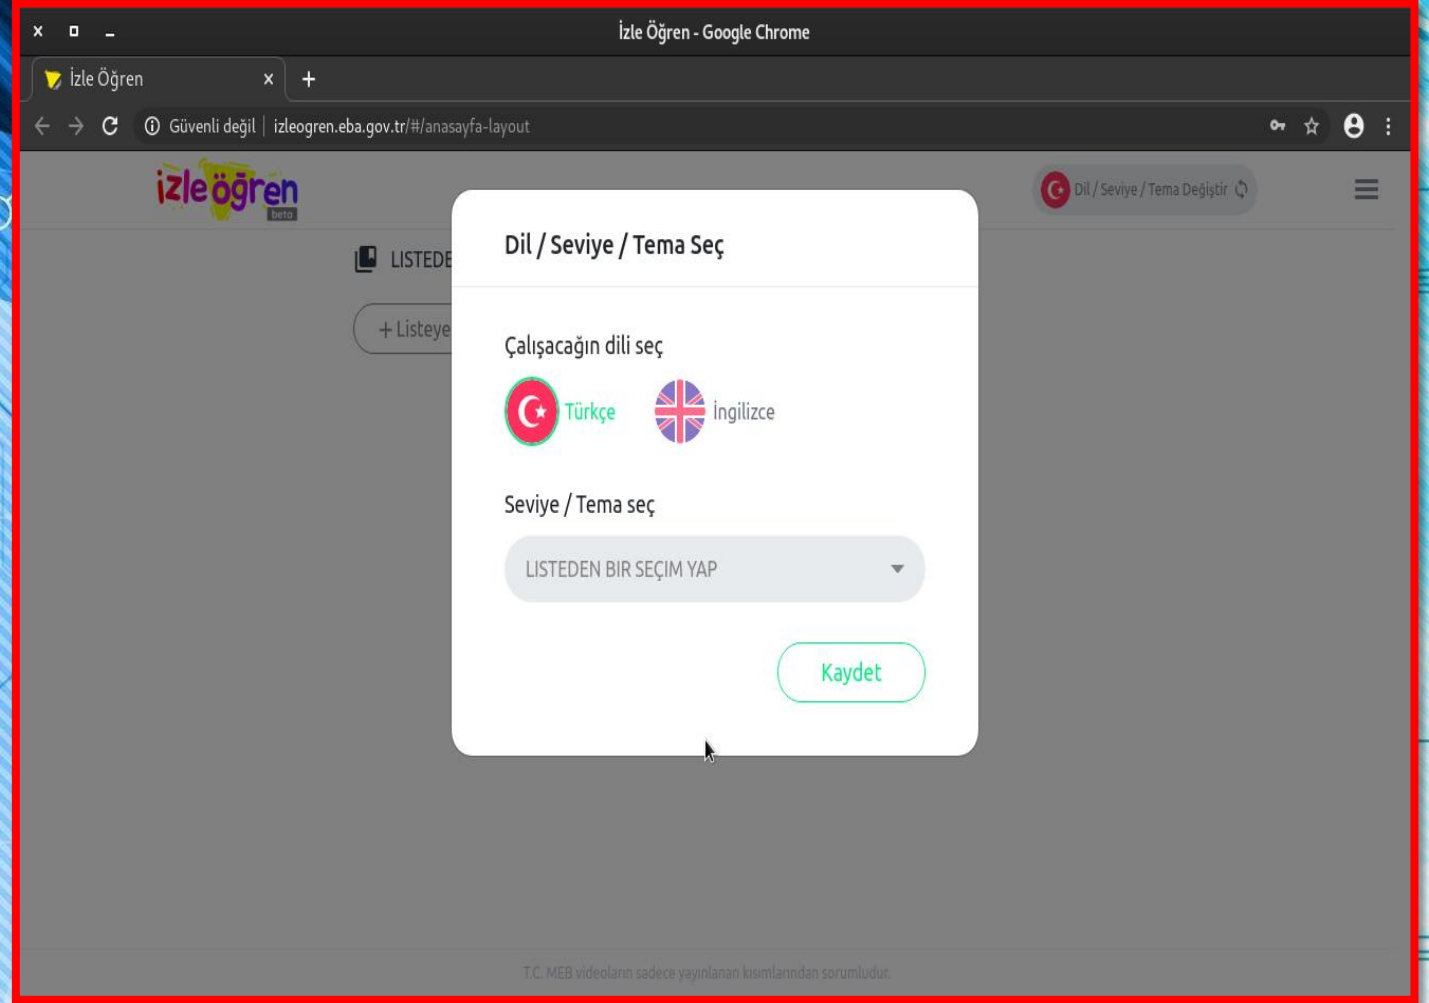 İzle Öğren - Google Chrome
İzle Öğren
Güvenli değil | izleogren.eba.gov.tr/#/anasayfa-layout
izle öğren
beta
Dil / Seviye / Tema Değiştir
LISTEDE
+ Listeye
Dil / Seviye / Tema Seç
Çalışacağın dili seç
Türkçe
İngilizce
Seviye / Tema seç
LISTEDEN BIR SEÇIM YAP
Kaydet
T.C. MEB videoların sadece yayınlanan kısımlarından sorumludur.